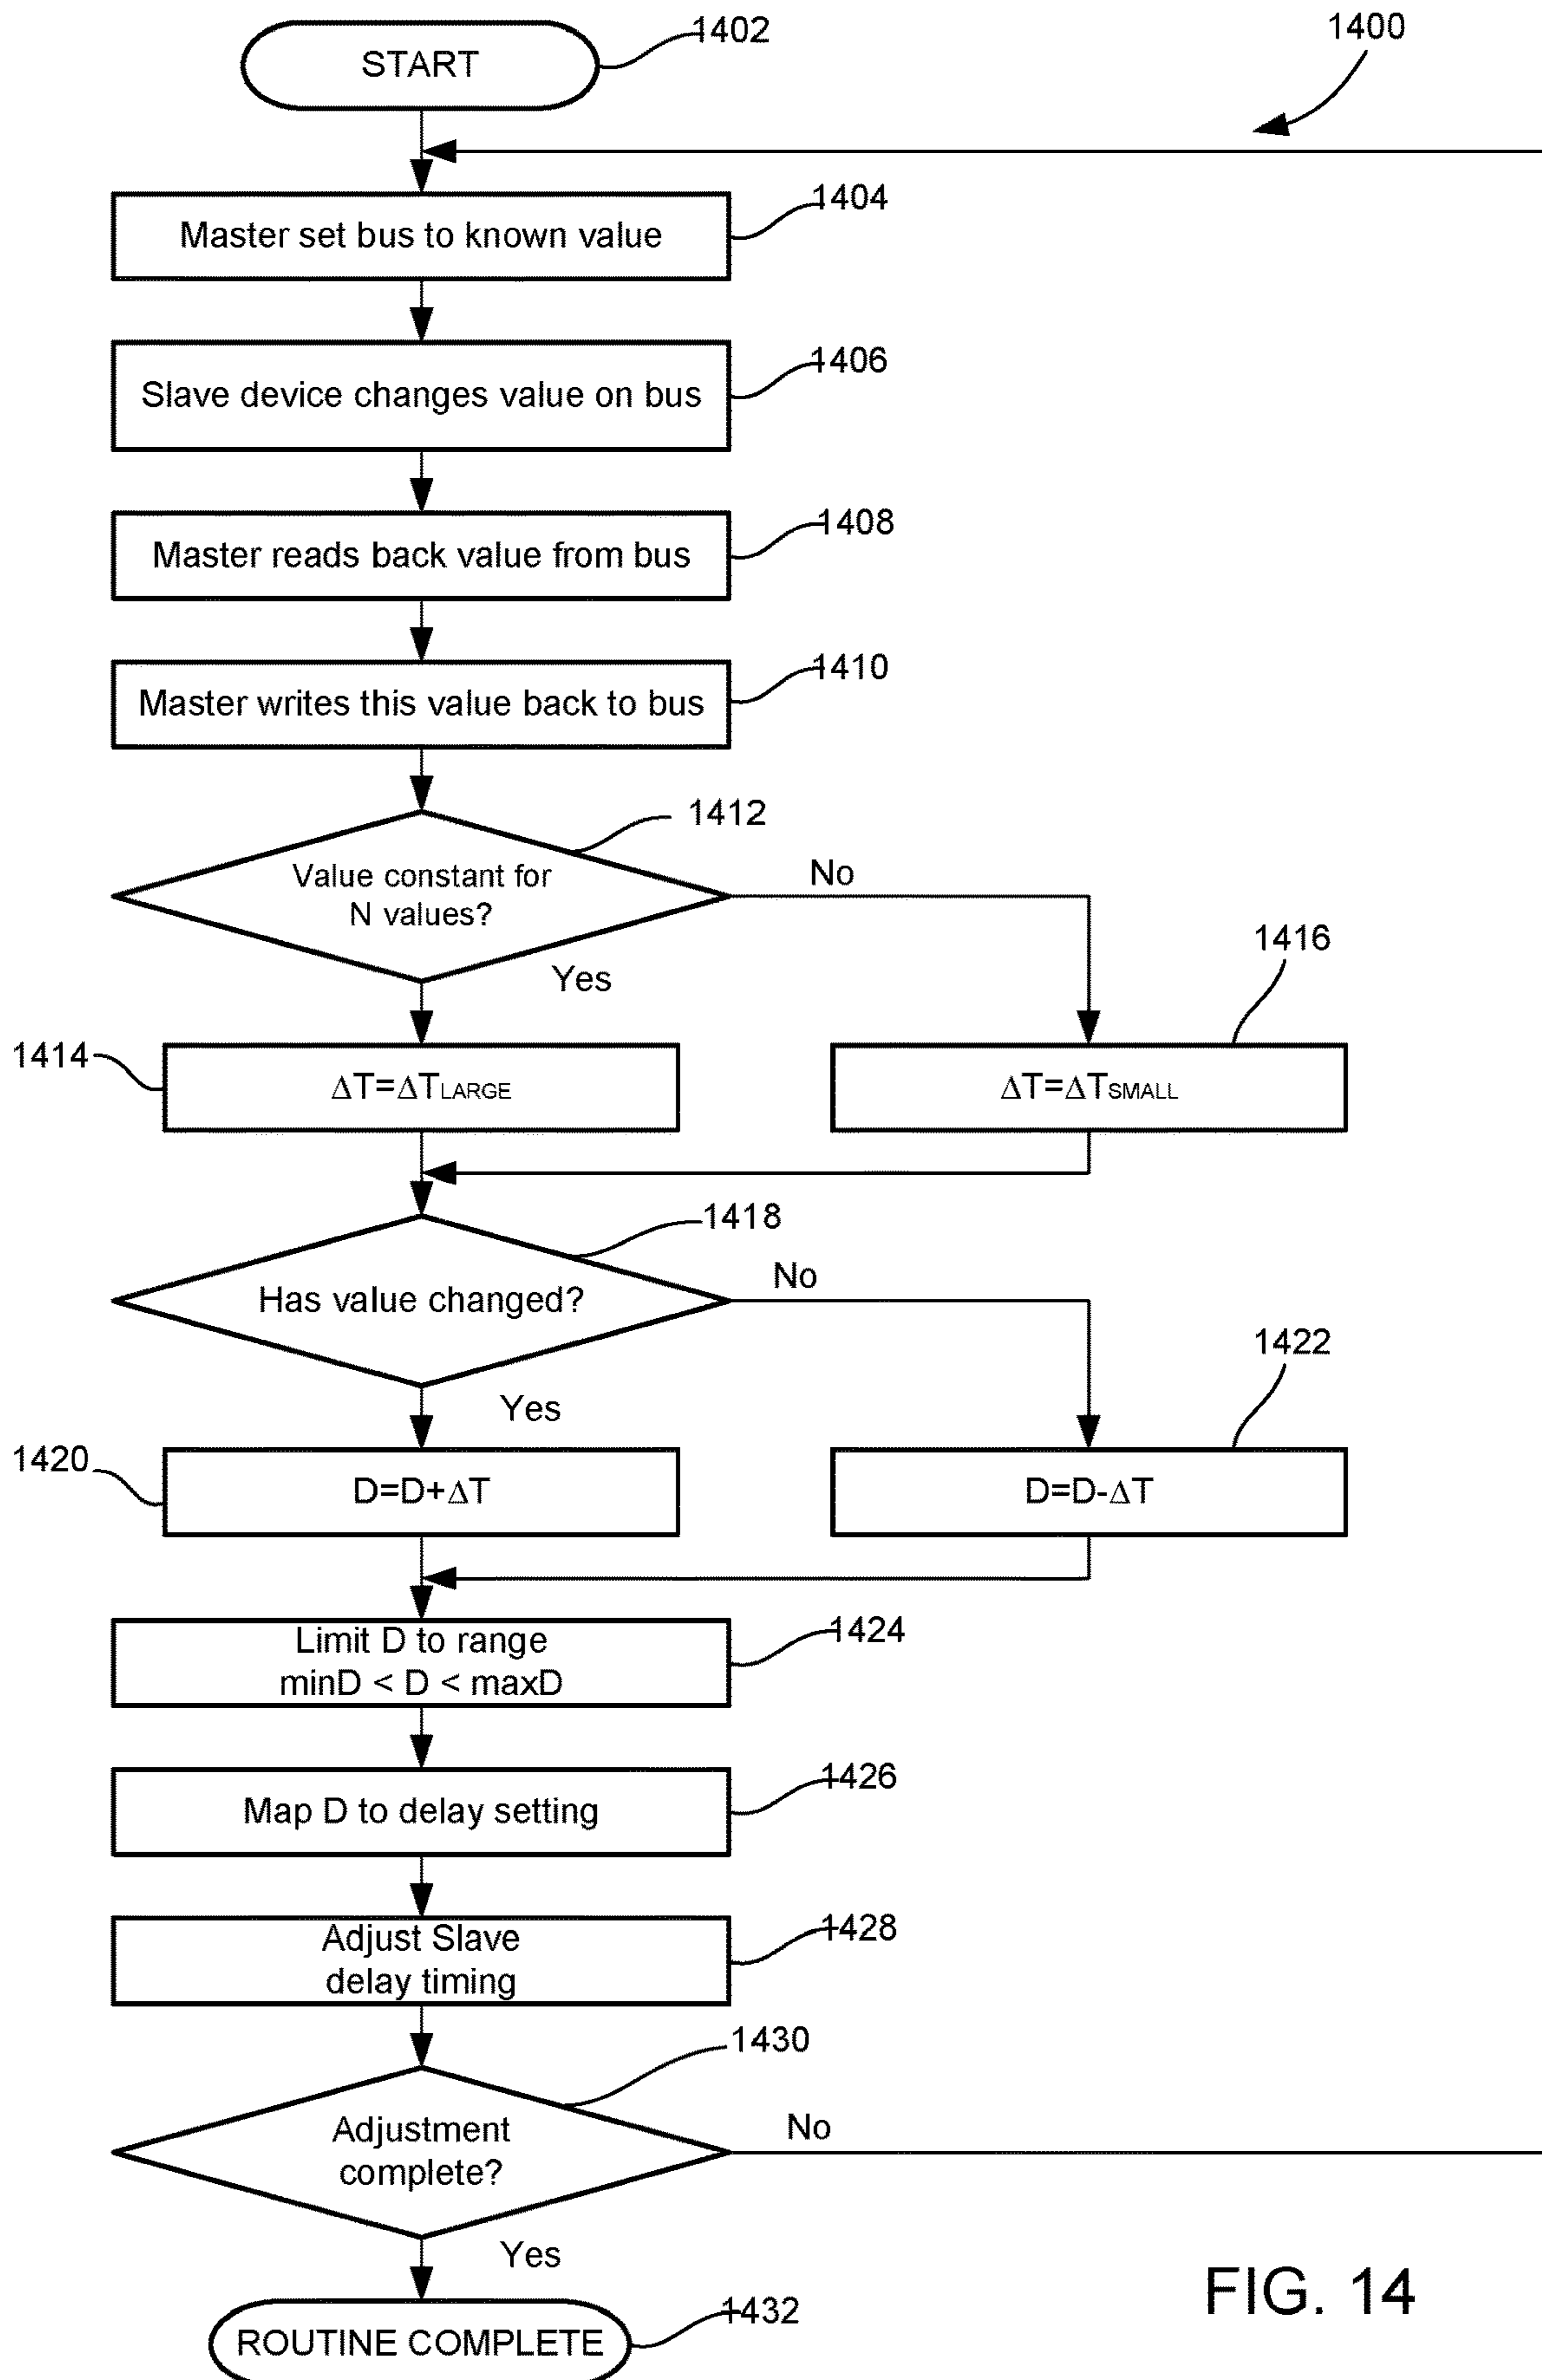 1402
1400
START
1404
Master set bus to known value
1406
Slave device changes value on bus
1408
Master reads back value from bus
1410
Master writes this value back to bus
1412
Value constant for
N values?
No
Yes
1416
1414
ΔT=ΔTLARGE
ΔT=ΔTSMALL
1418
Has value changed?
No
Yes
1422
1420
D=D+ΔT
D=D-ΔT
1424
Limit D to range
minD < D < maxD
1426
Map D to delay setting
1428
Adjust Slave
delay timing
1430
Adjustment
complete?
No
Yes
FIG. 14
1432
ROUTINE COMPLETE